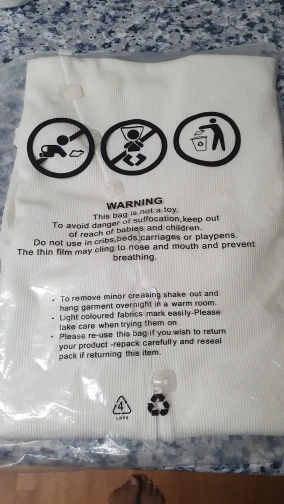 WARNING
This bag is not a toy.
To avoid danger of suffocation,keep out
of reach of babies and children.
Do not use in cribs,beds,carriages or playpens.
The thin film may cling to nose and mouth and prevent
breathing.
• To remove minor creasing shake out and
hang garment overnight in a warm room.
• Light coloured fabrics mark easily-Please
take care when trying them on
• Please re-use this bag if you wish to return
your product -repack carefully and reseal
pack if returning this item.
4
LDPE